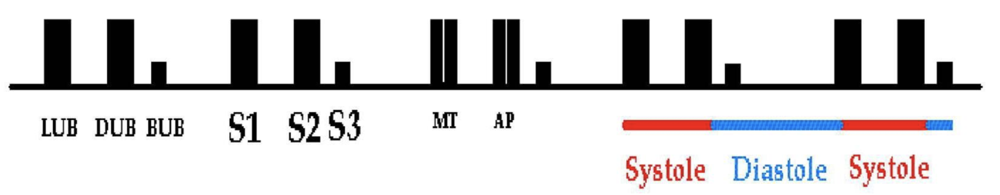 LUB DUB BUB S1 S2 S3 MT AP
Systole Diastole Systole